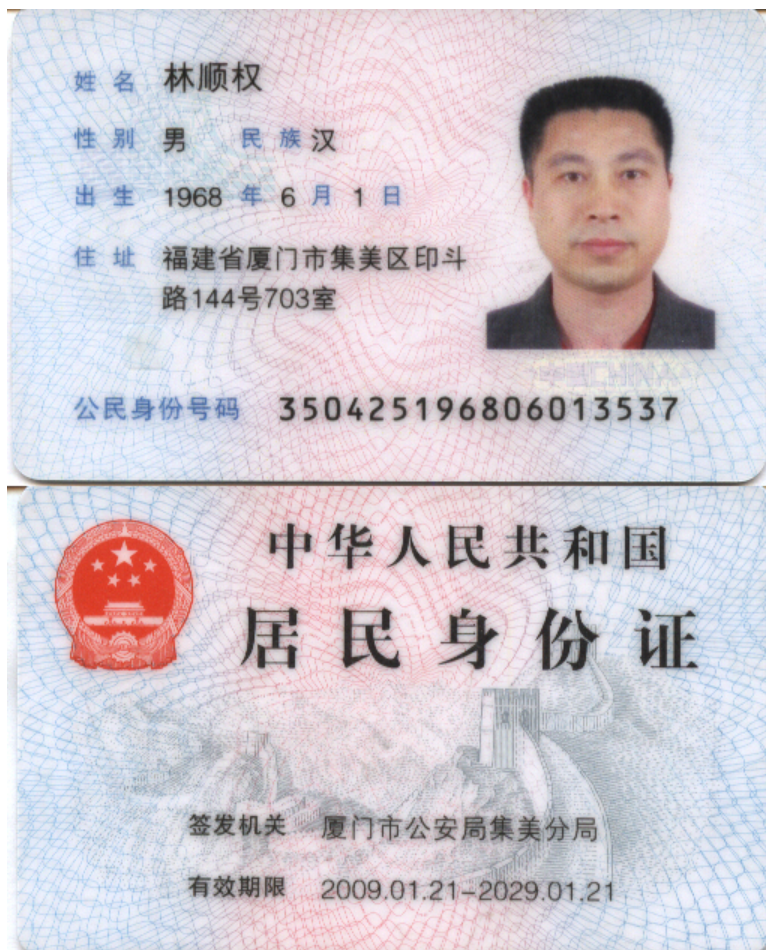 姓名 林顺权
性别 男 民族 汉
出生 1968 年 6 月 1 日
住址 福建省厦门市集美区印斗
路144号703室
公民身份号码 350425196806013537
中华人民共和国
居民身份证
签发机关 厦门市公安局集美分局
有效期限 2009.01.21-2029.01.21